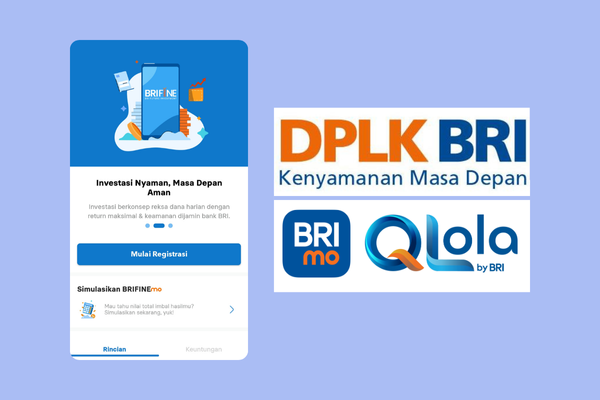 BRIFINE
Investasi Nyaman, Masa Depan
Aman
Investasi berkonsep reksa dana harian dengan
return maksimal & keamanan dijamin bank BRI.
Mulai Registrasi
Simulasikan BRIFINEmo
Mau tahu nilai total imbal hasilmu?
Simulasikan sekarang, yuk!
Rincian
Keuntungan
DPLK BRI
Kenyamanan Masa Depan
BRI
mo
QLola
by BRI